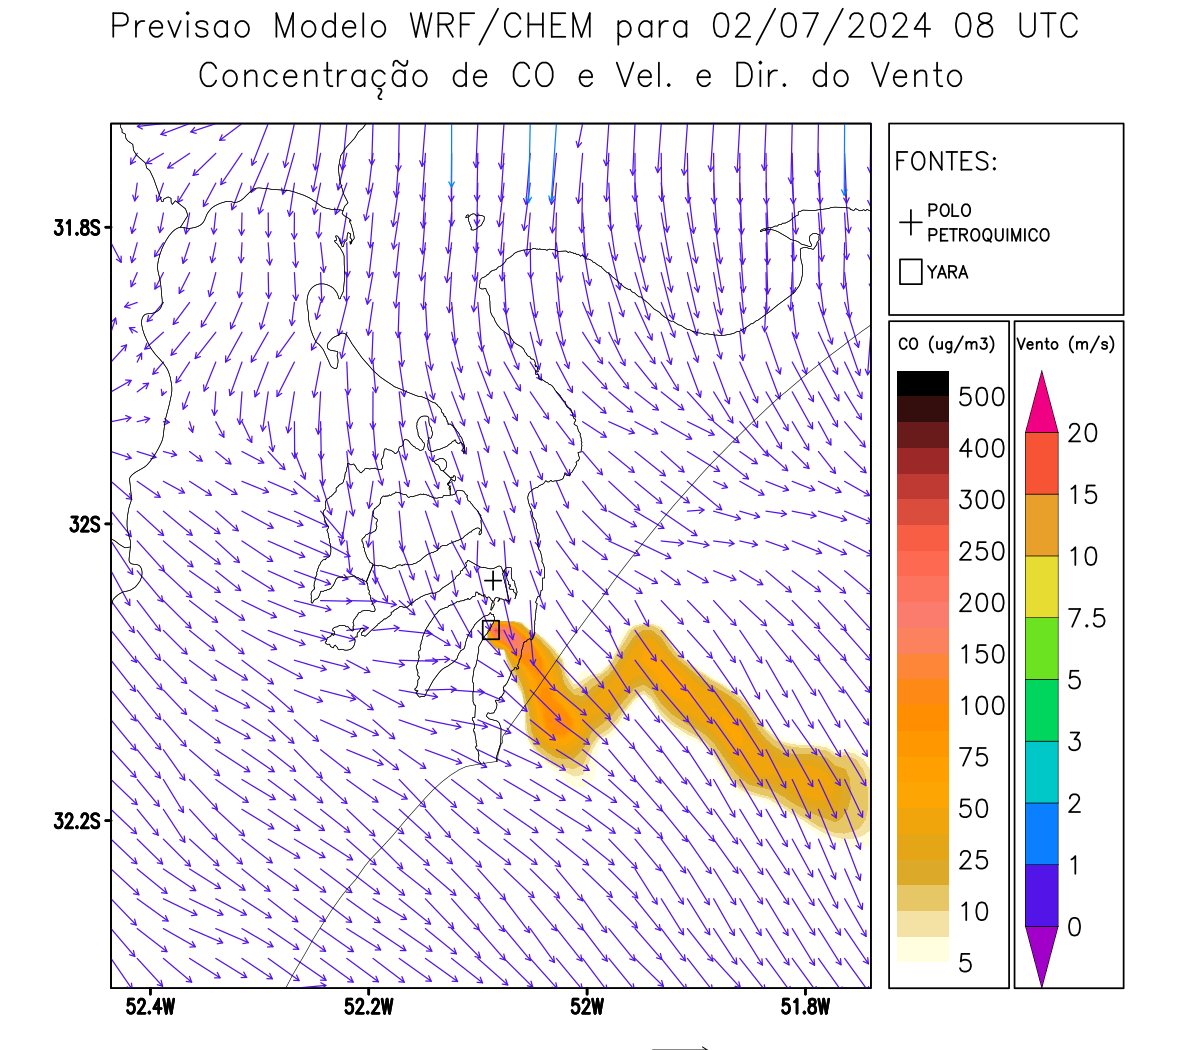 Previsao Modelo WRF/CHEM para 02/07/2024 08 UTC
Concentração de CO e Vel. e Dir. do Vento
FONTES:
POLO
PETROQUIMICO
YARA
CO (ug/m3)
500
400
300
250
200
150
100
75
50
25
10
5
Vento (m/s)
20
15
10
7.5
5
3
2
1
0
31.8S
32S
32.2S
52.4W
52.2W
52W
51.8W